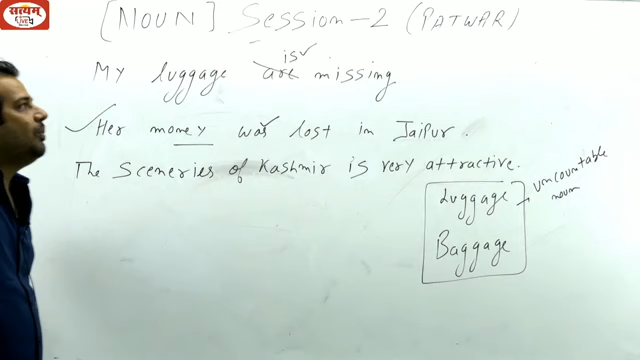 सत्यम्
LIVE
[NOUN] Session-2 (PATWAR)
is
My luggage are missing
Her money was lost in Jaipur.
The Sceneries of Kashmir is very attractive.
Luggage
Baggage
uncountable
noun